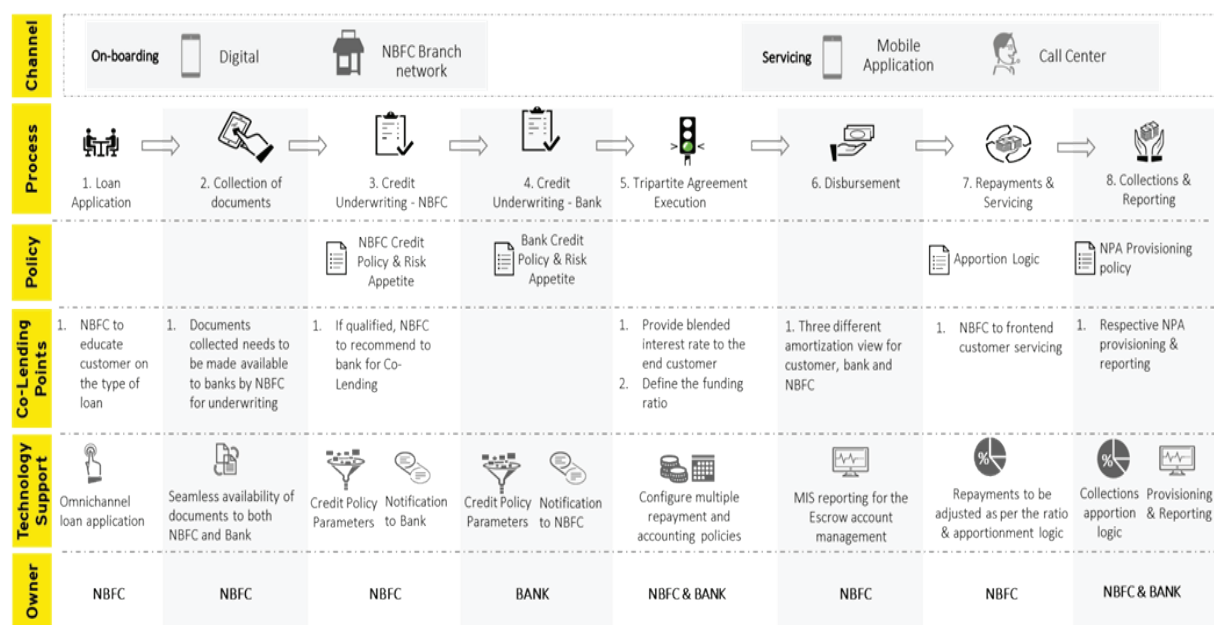 Channel
On-boarding
Digital
NBFC Branch
network
Servicing
Mobile
Application
Call Center
Process
1. Loan
Application
2. Collection of
documents
3. Credit
Underwriting - NBFC
4. Credit
Underwriting - Bank
5. Tripartite Agreement
Execution
6. Disbursement
7. Repayments &
Servicing
8. Collections &
Reporting
Policy
NBFC Credit
Policy & Risk
Appetite
Bank Credit
Policy & Risk
Appetite
Apportion Logic
NPA Provisioning
policy
Co-Lending
Points
1. NBFC to
educate
customer on
the type of
loan
1. Documents
collected needs to
be made available
to banks by NBFC
for underwriting
1. If qualified, NBFC
to recommend to
bank for Co-
Lending
1. Provide blended
interest rate to the
end customer
2. Define the funding
ratio
1. Three different
amortization view for
customer, bank and
NBFC
1. NBFC to frontend
customer servicing
1. Respective NPA
provisioning &
reporting
Technology
Support
Omnichannel
loan application
Seamless availability of
documents to both
NBFC and Bank
Credit Policy
Parameters
Notification
to Bank
Credit Policy
Parameters
Notification
to NBFC
Configure multiple
repayment and
accounting policies
MIS reporting for the
Escrow account
management
%
Repayments to be
adjusted as per the ratio
& apportionment logic
%
Collections
apportion
logic
Provisioning
& Reporting
Owner
NBFC
NBFC
NBFC
BANK
NBFC & BANK
NBFC
NBFC
NBFC & BANK